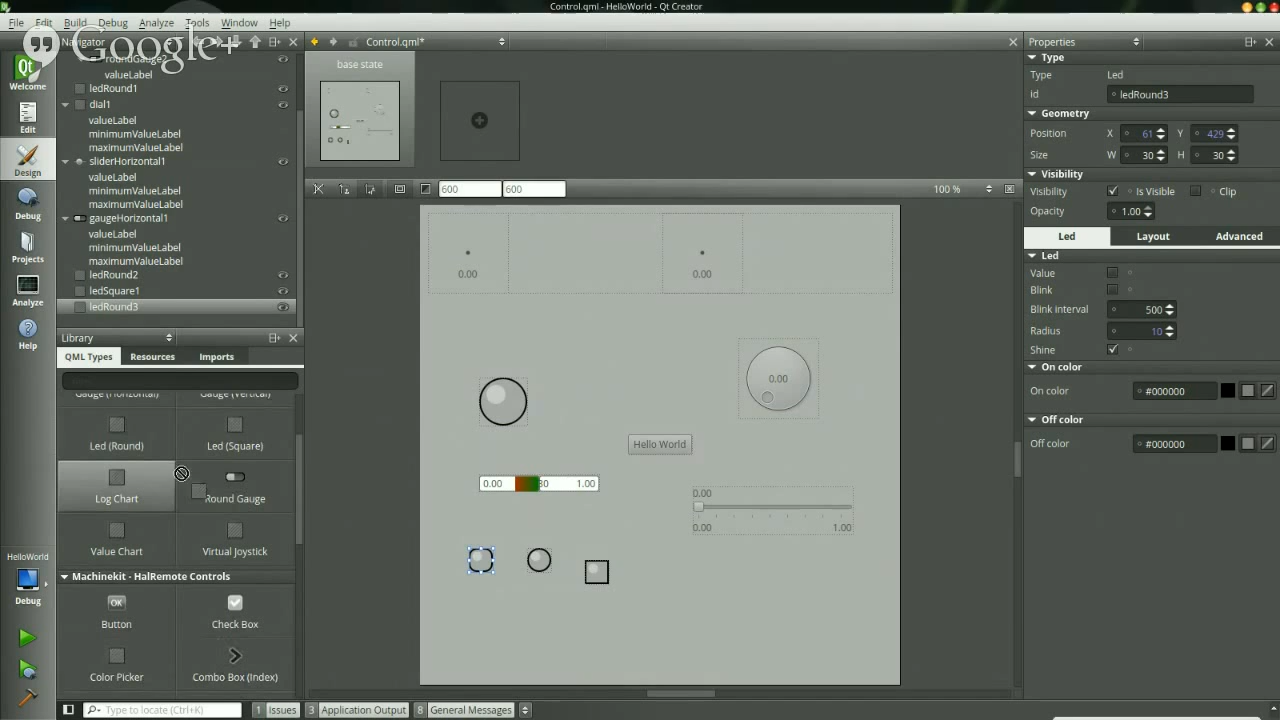 Control.qml - HelloWorld - Qt Creator
File Edit Build Debug Analyze Tools Window Help
Google+
Navigator
Control.qml*
Properties
Welcome
Edit
Design
Debug
Projects
Analyze
Help
HelloWorld
Debug
roundGauge2
valueLabel
ledRound1
dial1
valueLabel
minimumValueLabel
maximumValueLabel
sliderHorizontal1
valueLabel
minimumValueLabel
maximumValueLabel
gaugeHorizontal1
valueLabel
minimumValueLabel
maximumValueLabel
ledRound2
ledSquare1
ledRound3
Library
QML Types Resources Imports
Gauge (Horizontal) Gauge (Vertical)
Led (Round) Led (Square)
Log Chart Round Gauge
Value Chart Virtual Joystick
Machinekit - HalRemote Controls
OK
Button Check Box
Color Picker Combo Box (Index)
base state
600 600 100 %
0.00 0.00
0.00
Hello World
0.00 30 1.00
0.00
0.00 1.00
Type
Type Led
id ledRound3
Geometry
Position X 61 Y 429
Size W 30 H 30
Visibility
Visibility Is Visible Clip
Opacity 1.00
Led Layout Advanced
Led
Value
Blink
Blink interval 500
Radius 10
Shine
On color
On color #000000
Off color
Off color #000000
Type to locate (Ctrl+K) 1 Issues 3 Application Output 8 General Messages